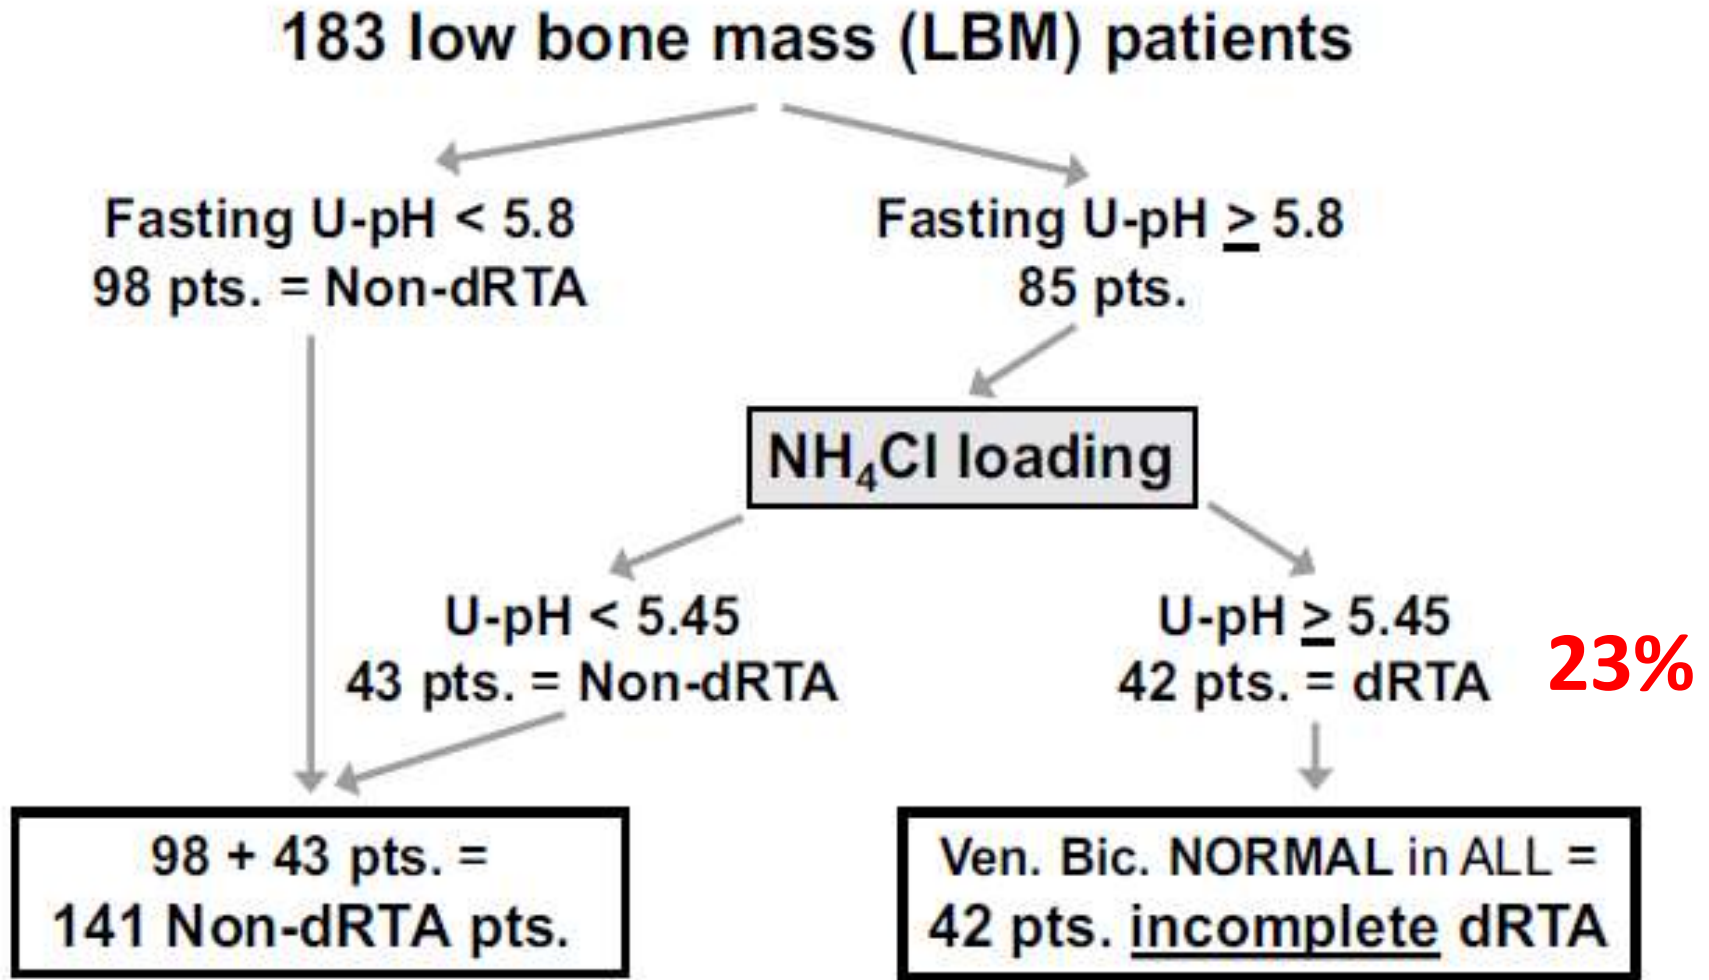 183 low bone mass (LBM) patients
Fasting U-pH < 5.8
98 pts. = Non-dRTA
Fasting U-pH ≥ 5.8
85 pts.
NH₄Cl loading
U-pH < 5.45
43 pts. = Non-dRTA
U-pH ≥ 5.45
42 pts. = dRTA
23%
98 + 43 pts. =
141 Non-dRTA pts.
Ven. Bic. NORMAL in ALL =
42 pts. incomplete dRTA